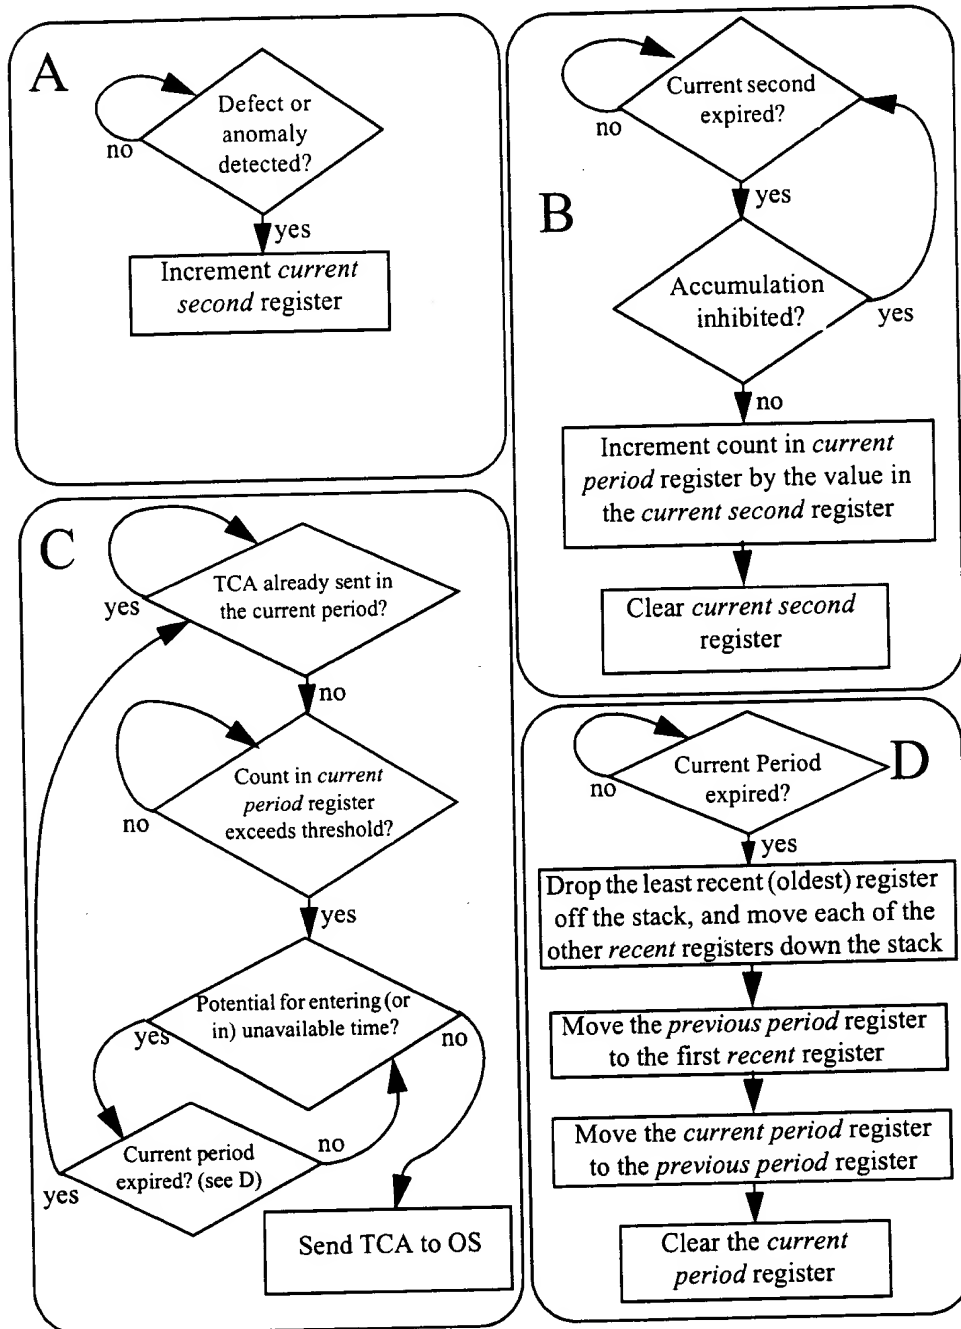 A
Defect or
anomaly
detected?
no
yes
Increment current
second register
B
Current second
expired?
no
yes
Accumulation
inhibited?
yes
no
Increment count in current
period register by the value in
the current second register
Clear current second
register
C
TCA already sent in
the current period?
yes
no
Count in current
period register
exceeds threshold?
no
yes
Potential for entering (or
in) unavailable time?
yes
no
Current period
expired? (see D)
no
yes
Send TCA to OS
D
Current Period
expired?
no
yes
Drop the least recent (oldest) register
off the stack, and move each of the
other recent registers down the stack
Move the previous period register
to the first recent register
Move the current period register
to the previous period register
Clear the current
period register